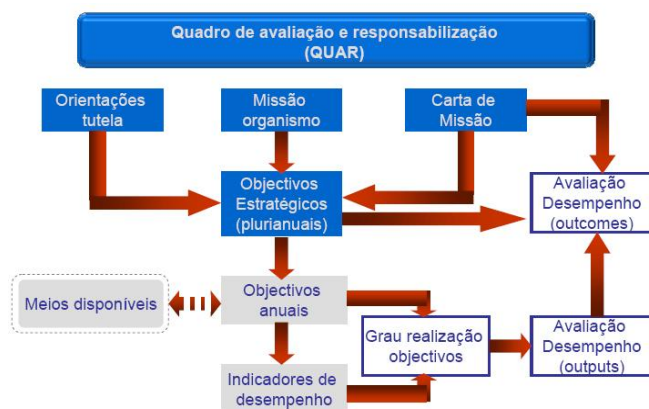 Quadro de avaliação e responsabilização
(QUAR)
Orientações
tutela
Missão
organismo
Carta de
Missão
Objectivos
Estratégicos
(plurianuais)
Avaliação
Desempenho
(outcomes)
Meios disponíveis
Objectivos
anuais
Grau realização
objectivos
Avaliação
Desempenho
(outputs)
Indicadores de
desempenho